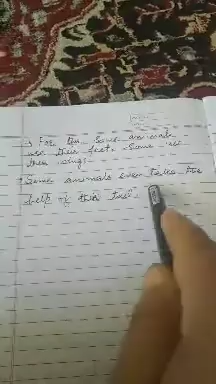 For this some animals
use their feet. Some use
their wings.
Some animals even takes the
help of their tail.